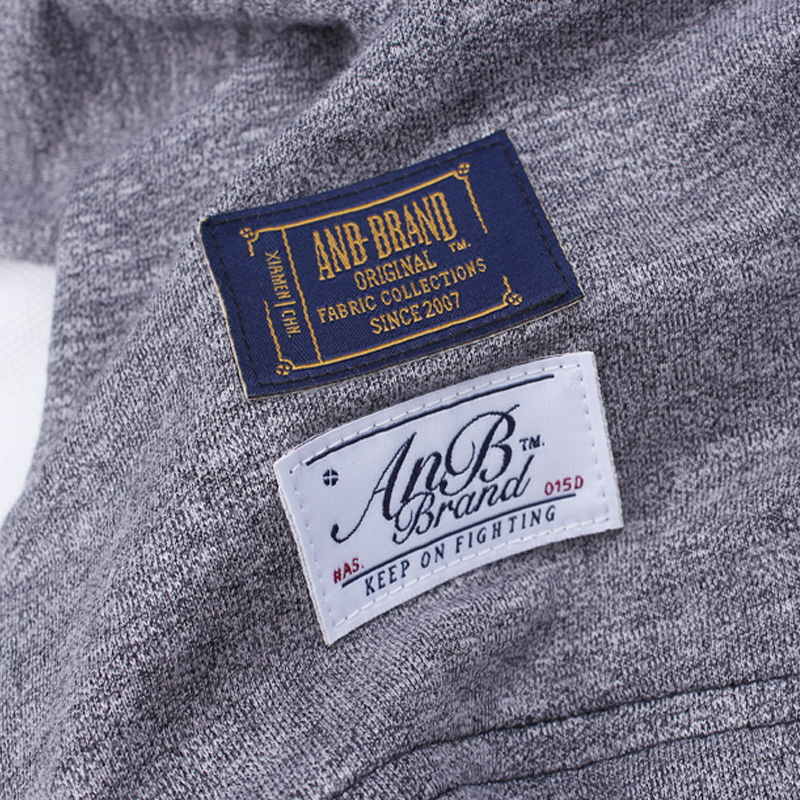 ANB-BRAND TM.
ORIGINAL
FABRIC COLLECTIONS
SINCE 2007
XIAMEN | CHN.
AnB TM.
Brand
015D
#AS.
KEEP ON FIGHTING